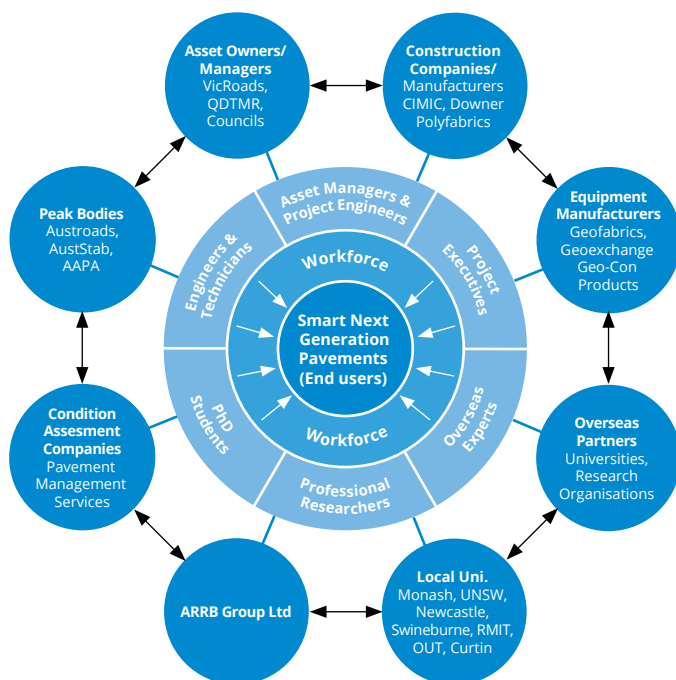 Asset Owners/
Managers
VicRoads,
QDTMR,
Councils
Construction
Companies/
Manufacturers
CIMIC, Downer
Polyfabrics
Peak Bodies
Austroads,
AustStab,
AAPA
Equipment
Manufacturers
Geofabrics,
Geoexchange
Geo-Con
Products
Asset Managers &
Project Engineers
Engineers &
Technicians
Project
Executives
Workforce
Smart Next
Generation
Pavements
(End users)
Workforce
PhD
Students
Overseas
Experts
Professional
Researchers
Condition
Assesment
Companies
Pavement
Management
Services
Overseas
Partners
Universities,
Research
Organisations
ARRB Group Ltd
Local Uni.
Monash, UNSW,
Newcastle,
Swineburne, RMIT,
OUT, Curtin